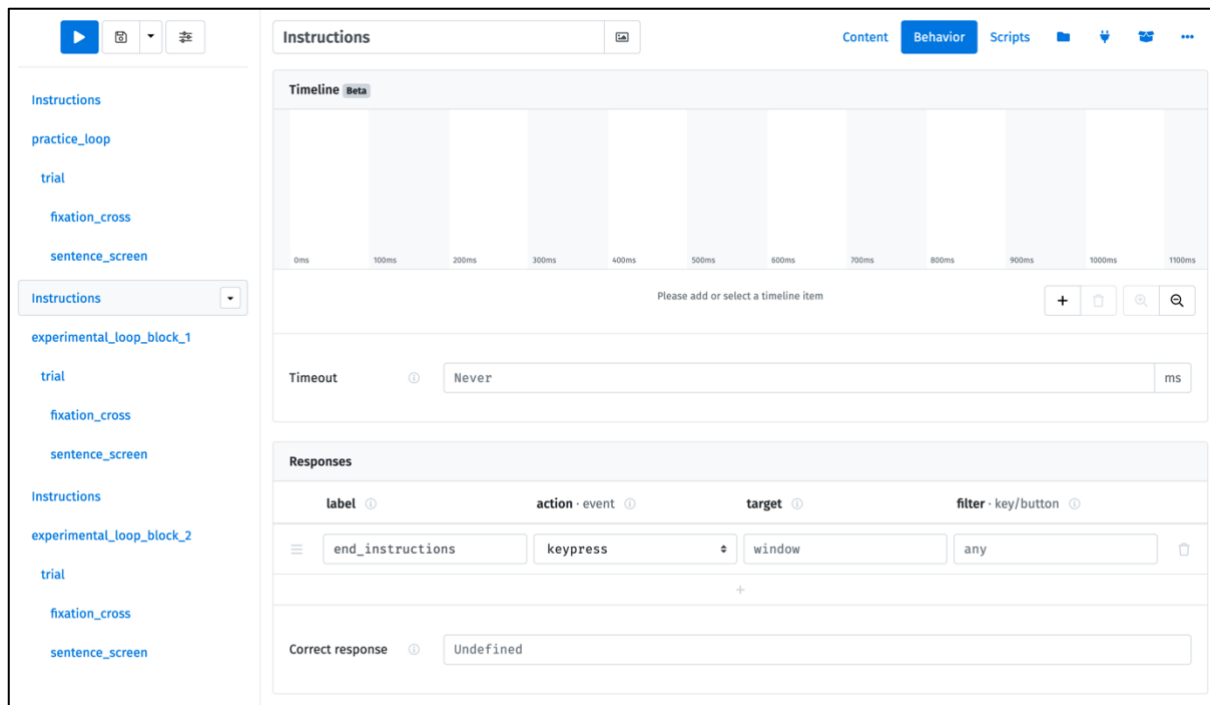 Instructions
practice_loop
trial
fixation_cross
sentence_screen
Instructions
experimental_loop_block_1
trial
fixation_cross
sentence_screen
Instructions
experimental_loop_block_2
trial
fixation_cross
sentence_screen
Instructions
Content Behavior Scripts
Timeline Beta
0ms 100ms 200ms 300ms 400ms 500ms 600ms 700ms 800ms 900ms 1000ms 1100ms
Please add or select a timeline item
Timeout Never ms
Responses
label action · event target filter · key/button
end_instructions keypress window any
Correct response Undefined